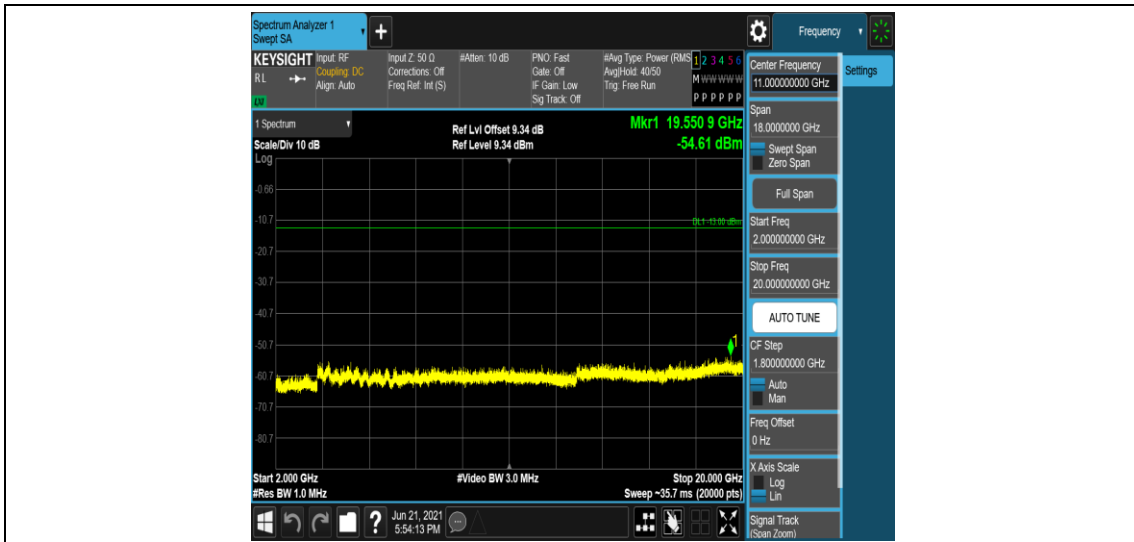 Spectrum Analyzer 1
Swept SA
Frequency
KEYSIGHT
RL
LXI
Input: RF
Coupling: DC
Align: Auto
Input Z: 50 Ω
Corrections: Off
Freq Ref: Int (S)
#Atten: 10 dB
PNO: Fast
Gate: Off
IF Gain: Low
Sig Track: Off
#Avg Type: Power (RMS
Avg|Hold: 40/50
Trig: Free Run
1 2 3 4 5 6
M W W W W W
P P P P P P
1 Spectrum
Scale/Div 10 dB
Ref Lvl Offset 9.34 dB
Ref Level 9.34 dBm
Mkr1 19.550 9 GHz
-54.61 dBm
Log
-0.66
-10.7
-20.7
-30.7
-40.7
-50.7
-60.7
-70.7
-80.7
DL1 -13.00 dBm
1
Start 2.000 GHz
#Res BW 1.0 MHz
#Video BW 3.0 MHz
Stop 20.000 GHz
Sweep ~35.7 ms (20000 pts)
Jun 21, 2021
5:54:13 PM
Center Frequency
11.000000000 GHz
Settings
Span
18.0000000 GHz
Swept Span
Zero Span
Full Span
Start Freq
2.000000000 GHz
Stop Freq
20.000000000 GHz
AUTO TUNE
CF Step
1.800000000 GHz
Auto
Man
Freq Offset
0 Hz
X Axis Scale
Log
Lin
Signal Track
(Span Zoom)